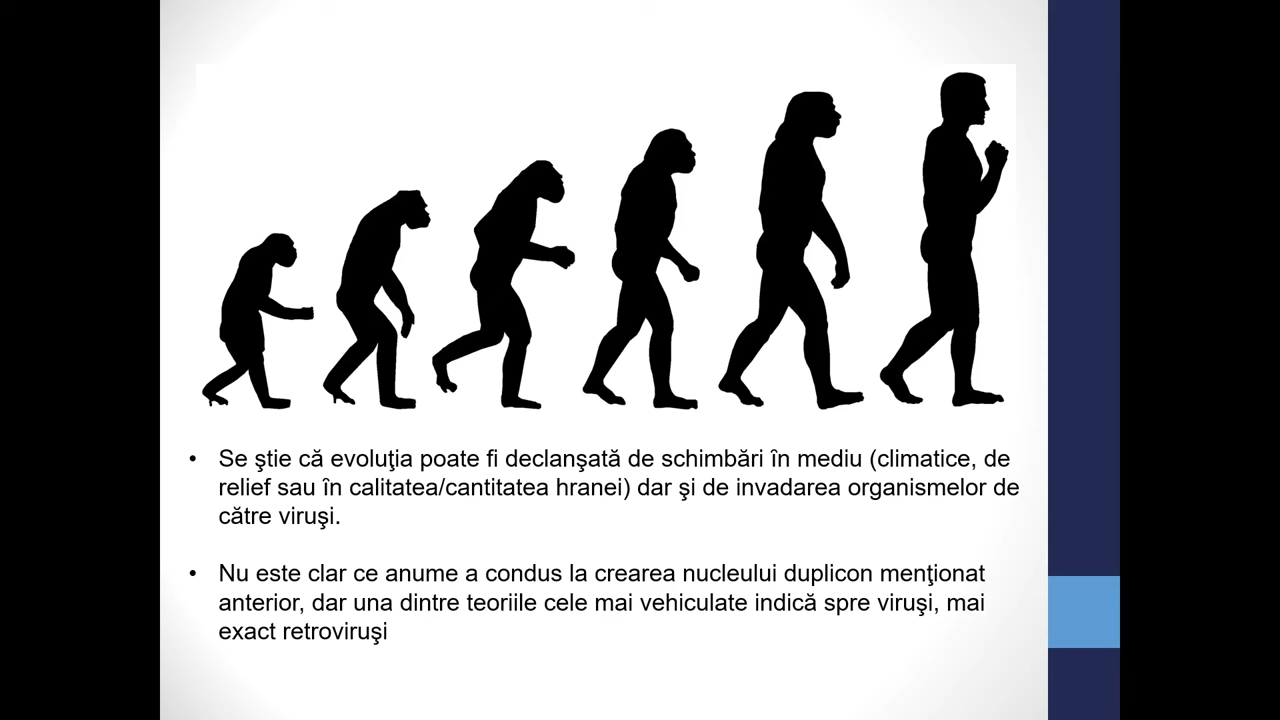 • Se ştie că evoluţia poate fi declanşată de schimbări în mediu (climatice, de
relief sau în calitatea/cantitatea hranei) dar şi de invadarea organismelor de
către viruşi.
• Nu este clar ce anume a condus la crearea nucleului duplicon menţionat
anterior, dar una dintre teoriile cele mai vehiculate indică spre viruşi, mai
exact retroviruşi